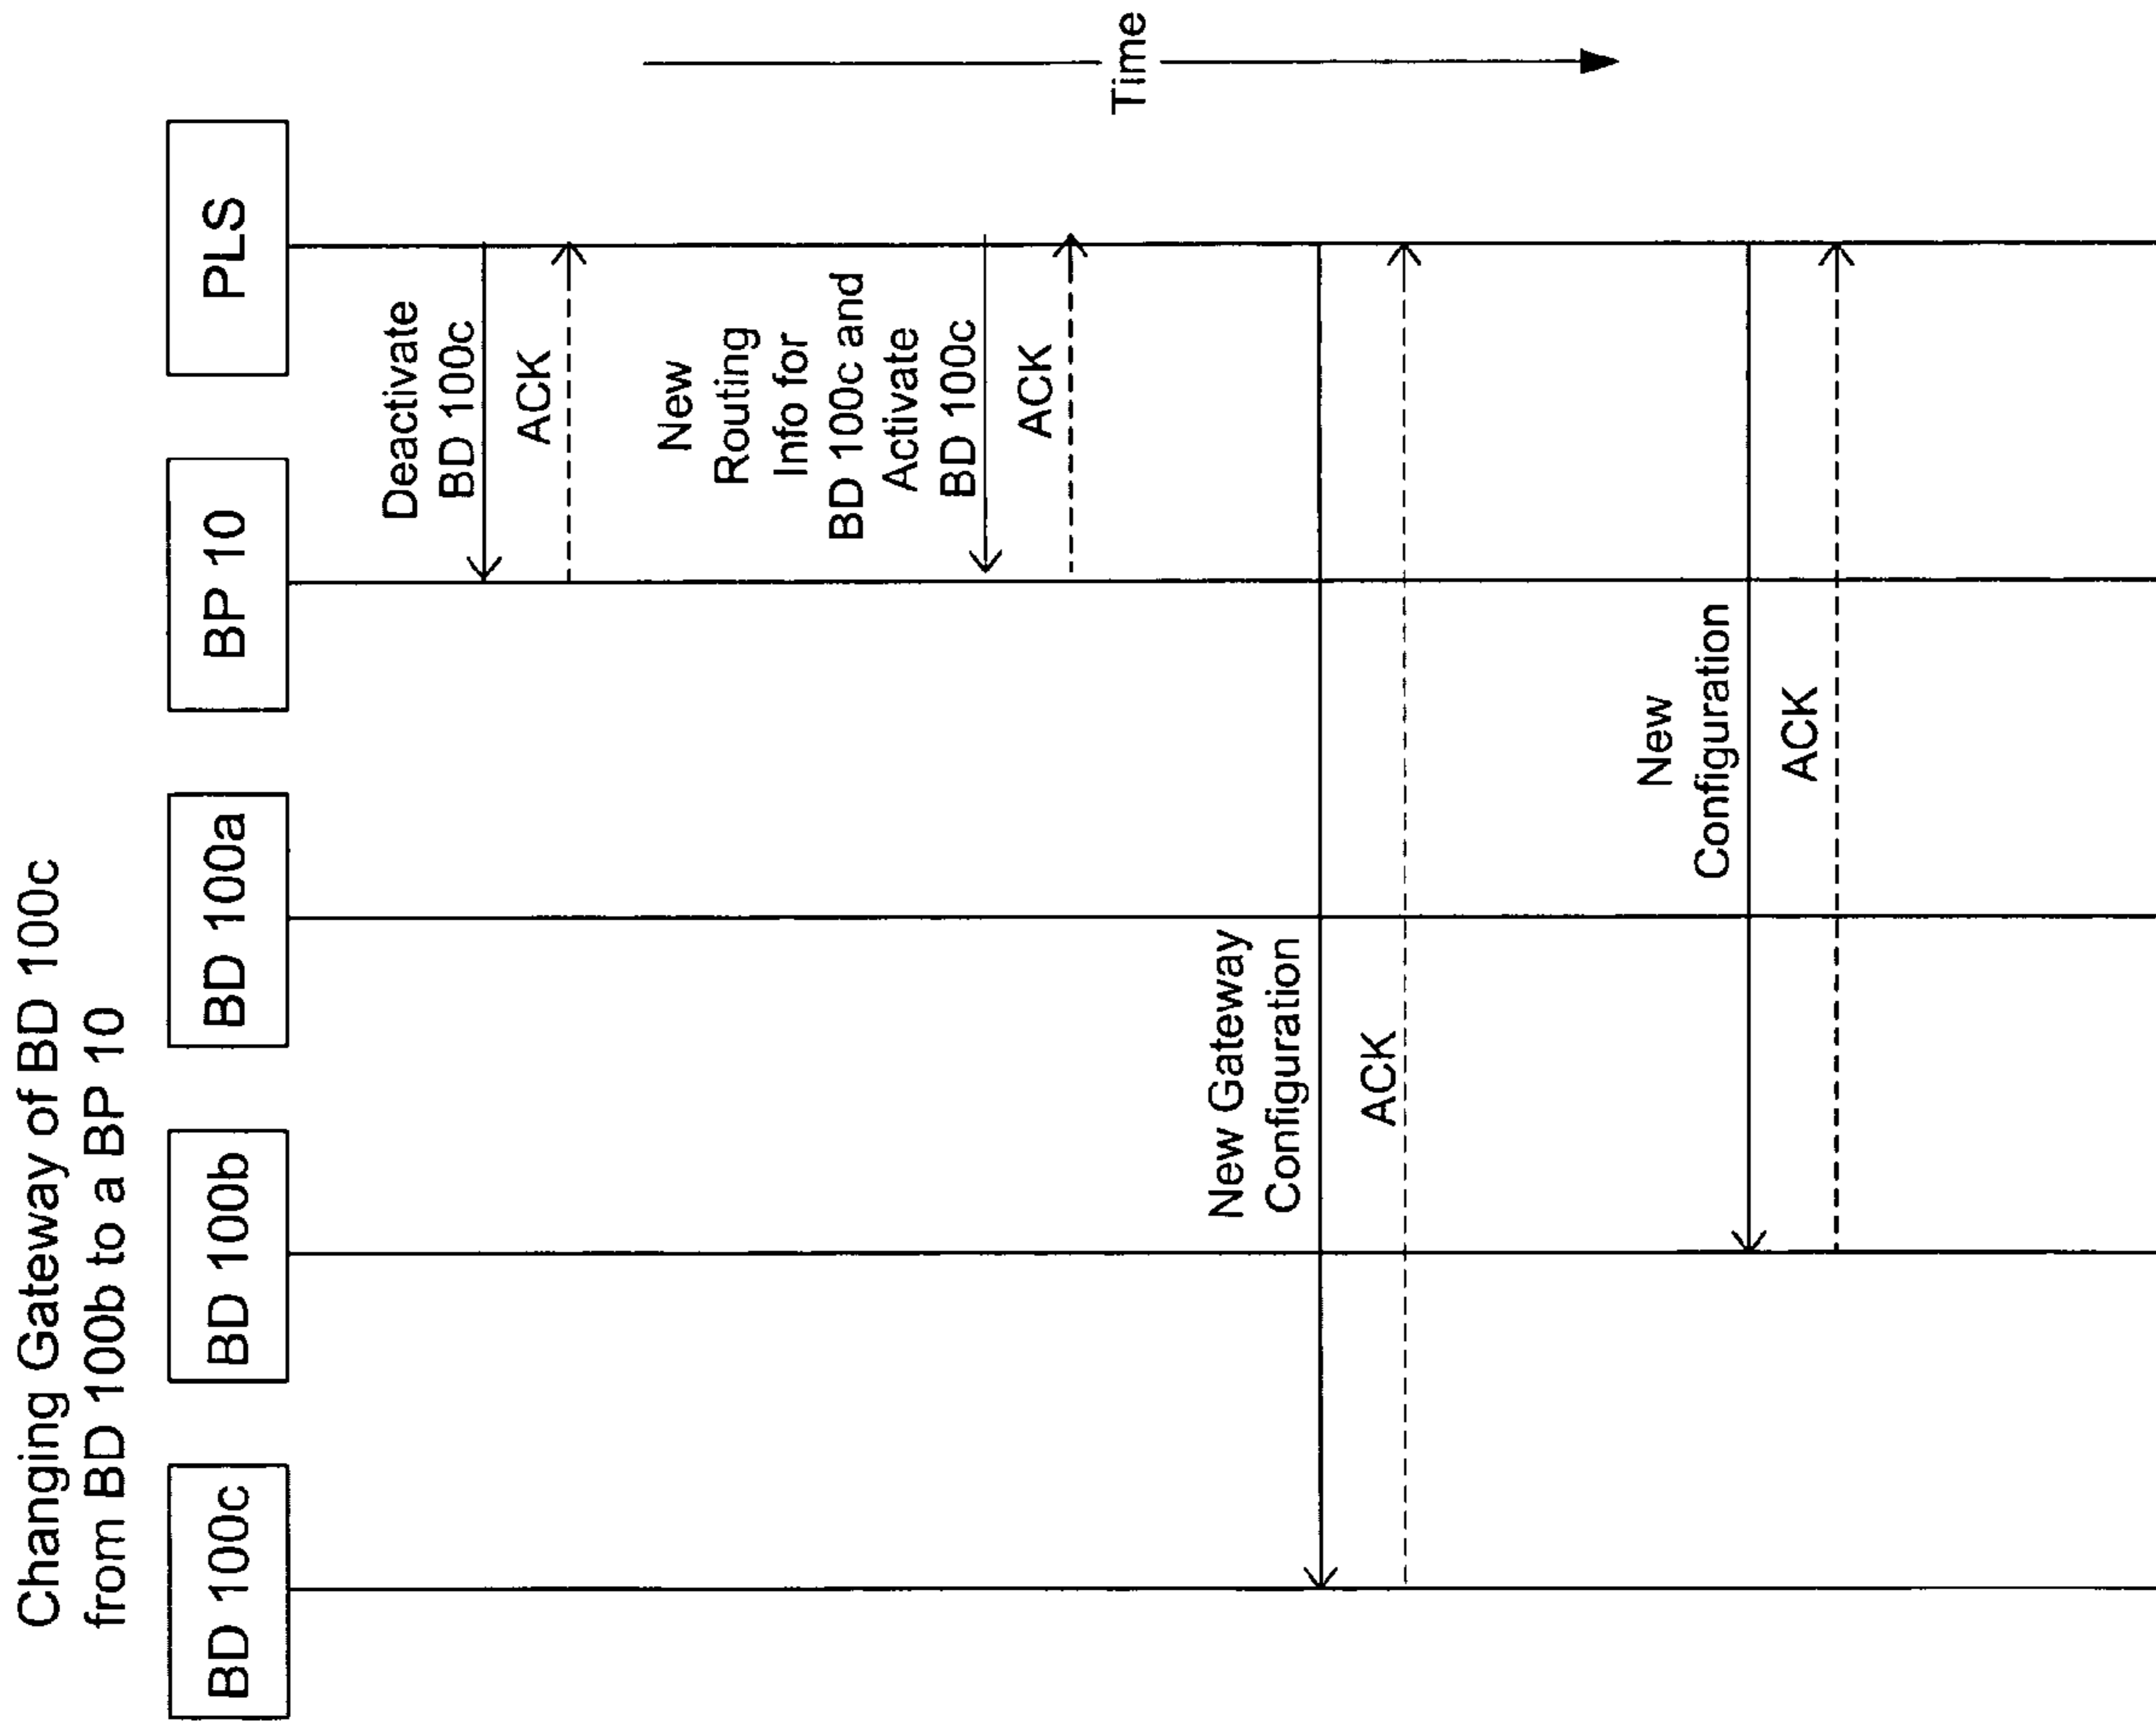 Changing Gateway of BD 100c
from BD 100b to a BP 10
BD 100c
BD 100b
BD 100a
BP 10
PLS
Deactivate
BD 100c
ACK
New
Routing
Info for
BD 100c and
Activate
BD 100c
ACK
New Gateway
Configuration
ACK
New
Configuration
ACK
Time